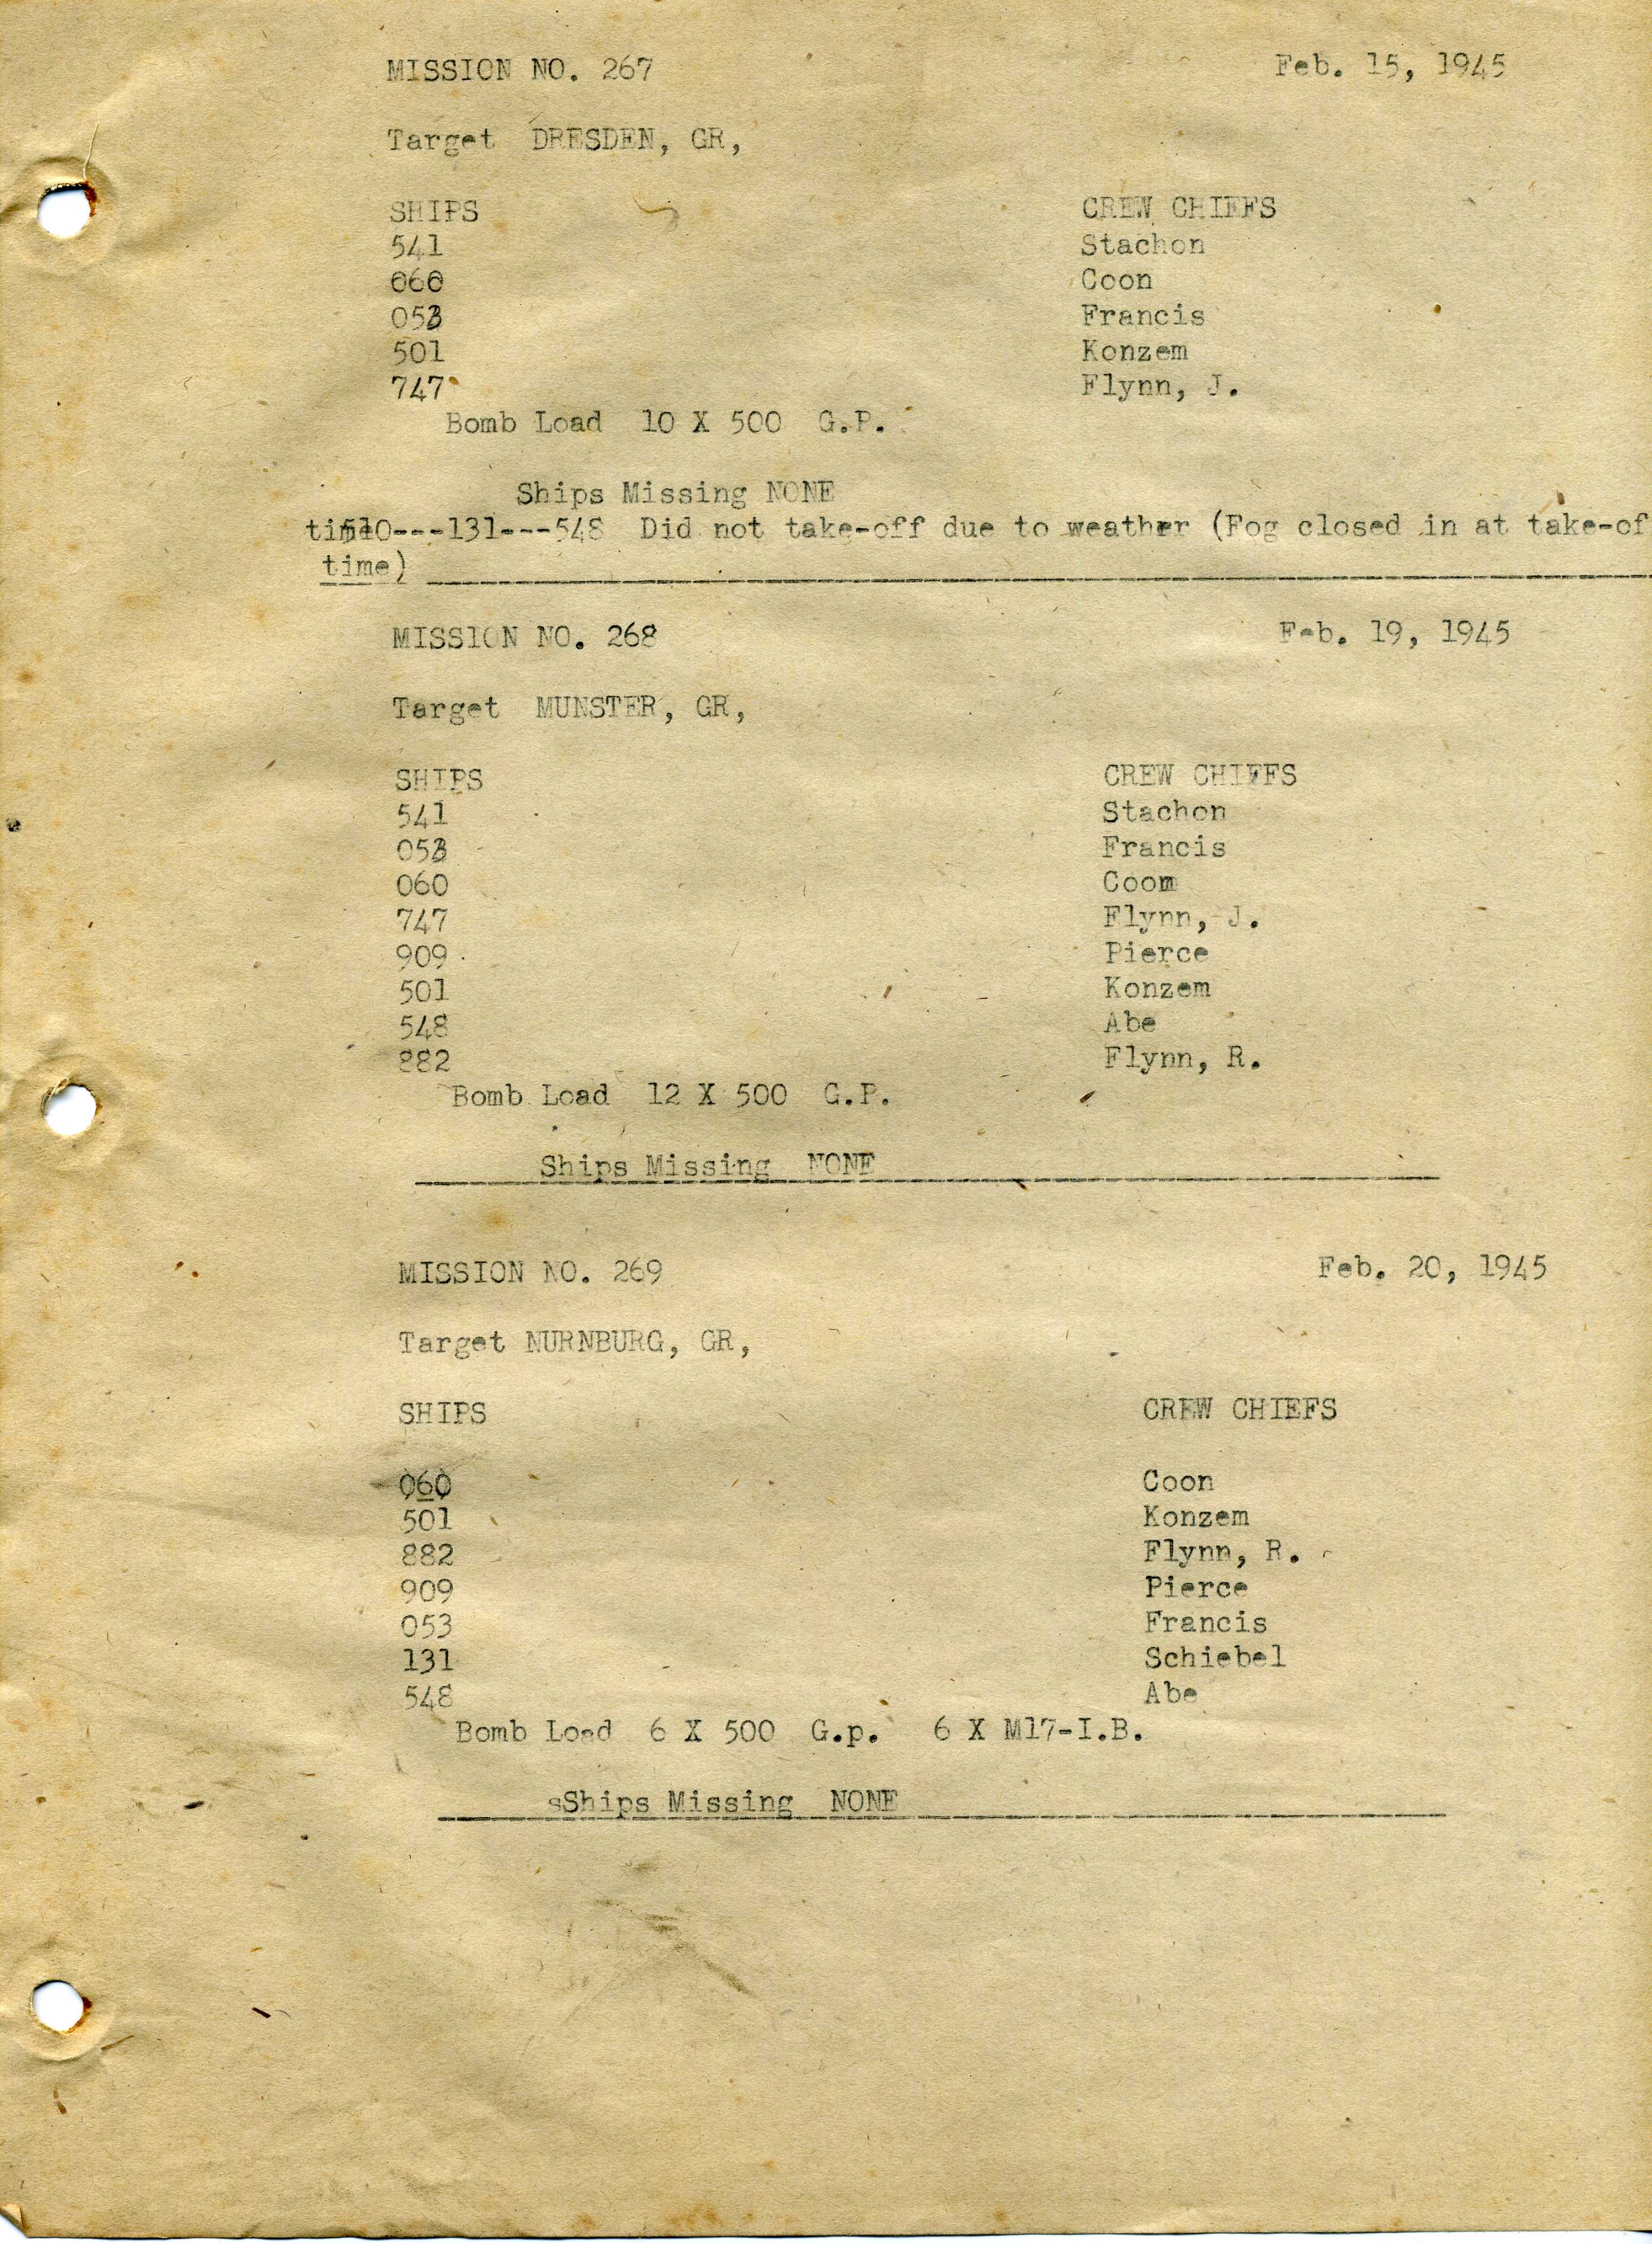 MISSION NO. 267 Feb. 15, 1945
Target DRESDEN, GR,
SHIPS CREW CHIEFS
541 Stachon
060 Coon
053 Francis
501 Konzem
747 Flynn, J.
Bomb Load 10 X 500 G.P.
Ships Missing NONE
---131---548 Did not take-off due to weather (Fog closed in at take-of
time)
MISSION NO. 268 Feb. 19, 1945
Target MUNSTER, GR,
SHIPS CREW CHIEFS
541 Stachon
053 Francis
060 Coon
747 Flynn, J.
909 Pierce
501 Konzem
548 Abe
882 Flynn, R.
Bomb Load 12 X 500 G.P.
Ships Missing NONE
MISSION NO. 269 Feb. 20, 1945
Target NURNBURG, GR,
SHIPS CREW CHIEFS
060 Coon
501 Konzem
882 Flynn, R.
909 Pierce
053 Francis
131 Schiebel
548 Abe
Bomb Load 6 X 500 G.p. 6 X M17-I.B.
sShips Missing NONE